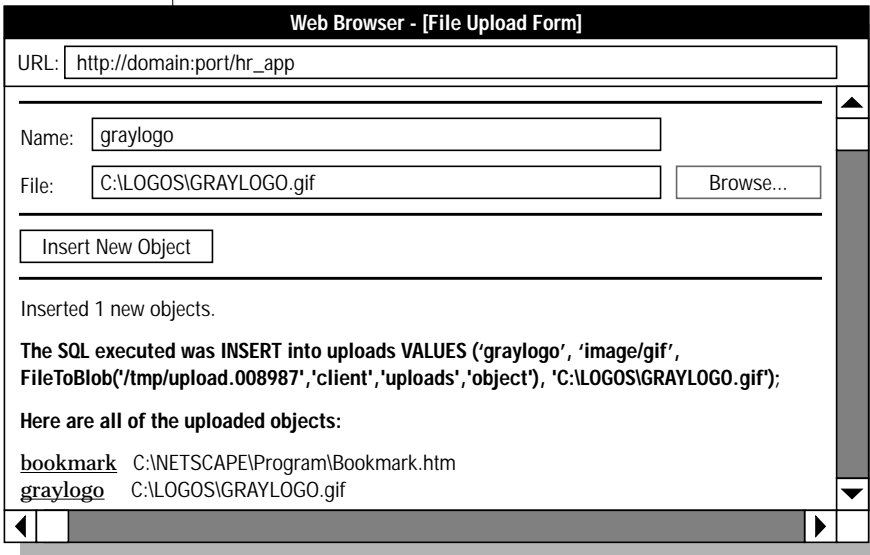 Web Browser - [File Upload Form]
URL: http://domain:port/hr_app
Name: graylogo
File: C:\LOGOS\GRAYLOGO.gif Browse...
Insert New Object
Inserted 1 new objects.
The SQL executed was INSERT into uploads VALUES (‘graylogo’, ‘image/gif’,
FileToBlob('/tmp/upload.008987','client','uploads','object'), 'C:\LOGOS\GRAYLOGO.gif');
Here are all of the uploaded objects:
bookmark C:\NETSCAPE\Program\Bookmark.htm
graylogo C:\LOGOS\GRAYLOGO.gif